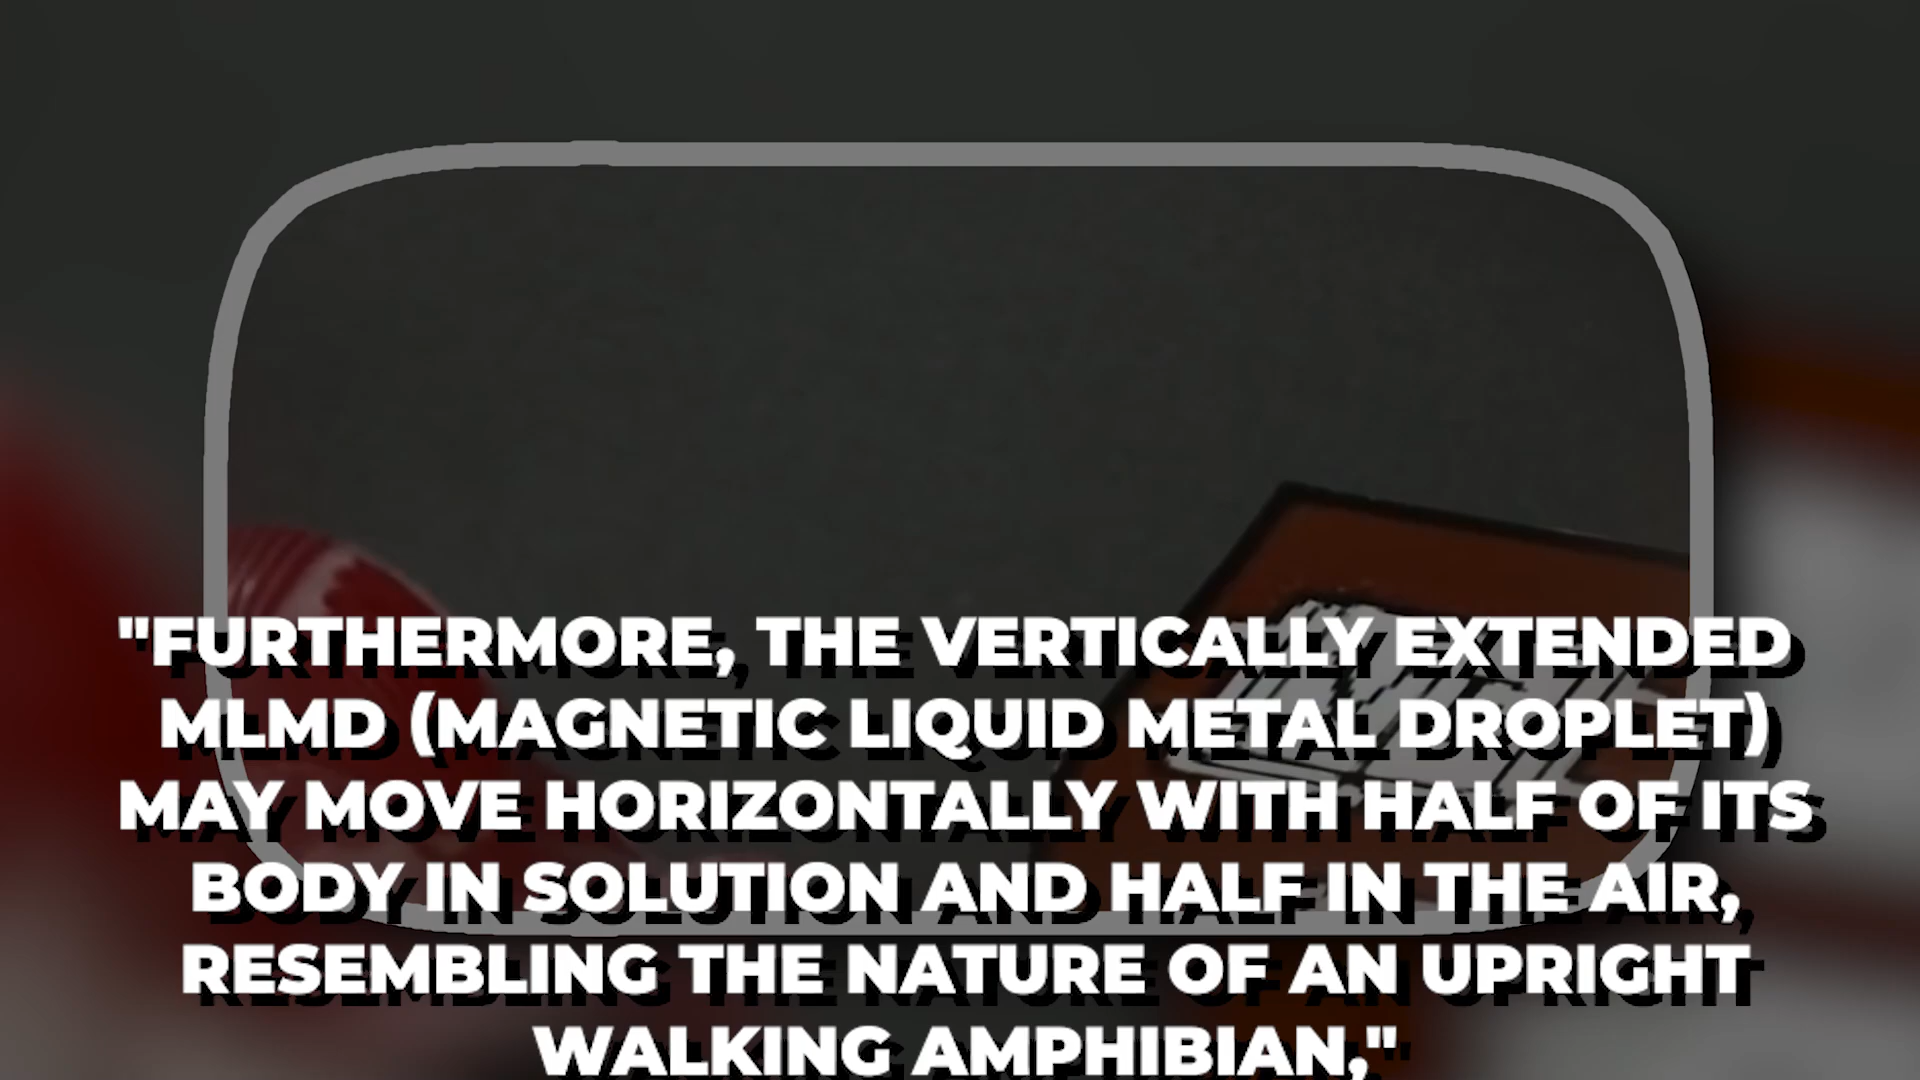 "FURTHERMORE, THE VERTICALLY EXTENDED
MLMD (MAGNETIC LIQUID METAL DROPLET)
MAY MOVE HORIZONTALLY WITH HALF OF ITS
BODY IN SOLUTION AND HALF IN THE AIR,
RESEMBLING THE NATURE OF AN UPRIGHT
WALKING AMPHIBIAN,"